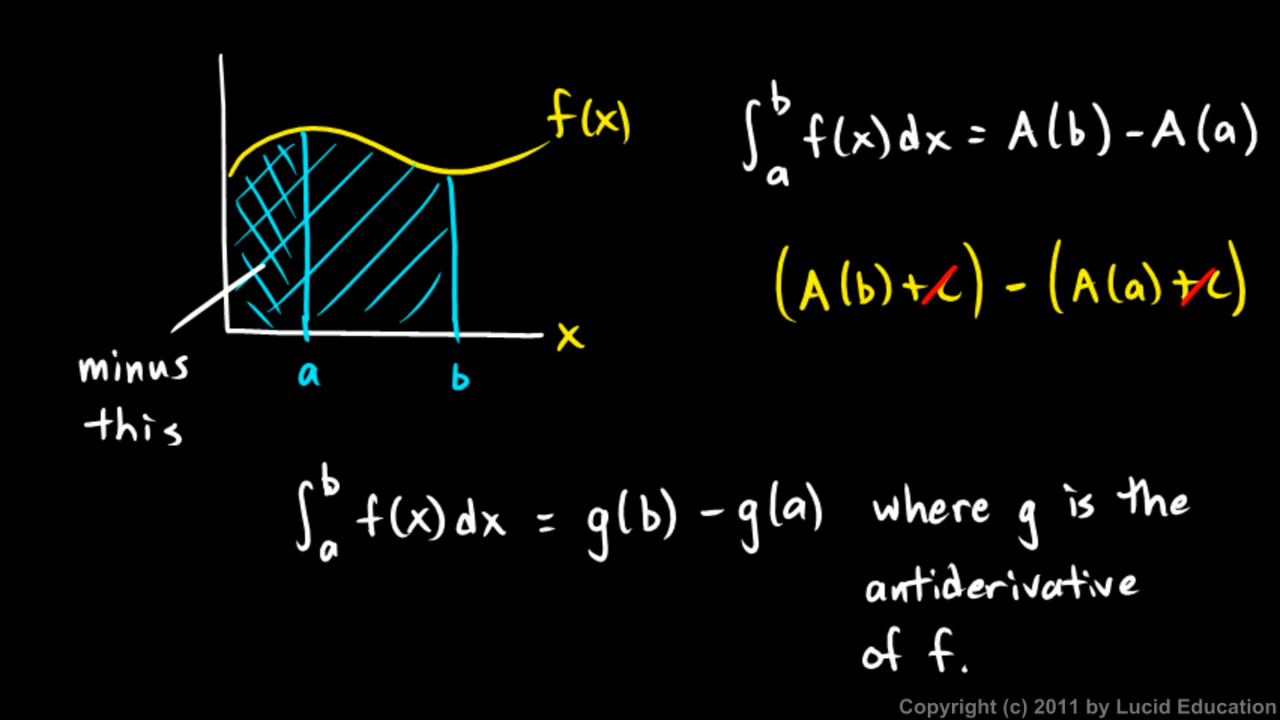 f(x)
∫ₐᵇ f(x) dx = A(b) - A(a)
(A(b) + C) - (A(a) + C)
x
a b
minus
this
∫ₐᵇ f(x) dx = g(b) - g(a) where g is the
antiderivative
of f.
Copyright (c) 2011 by Lucid Education